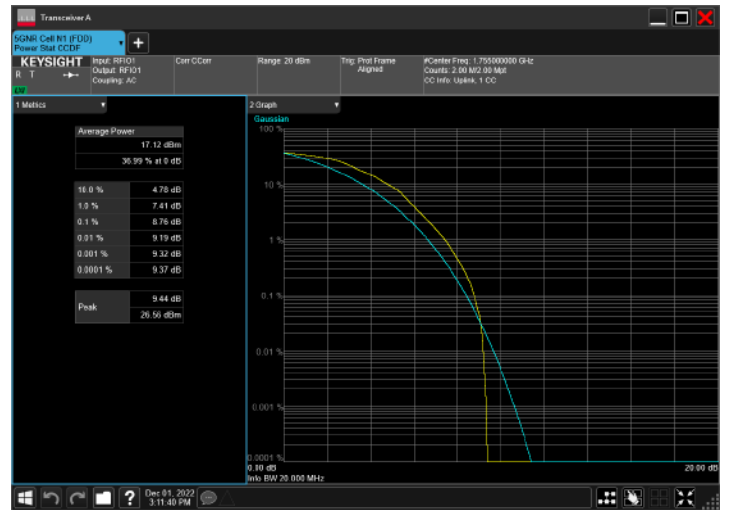 Transceiver A
5GNR Cell N1 (FDD)
Power Stat CCDF
+
KEYSIGHT
R T
Input: RFIO1
Output: RFIO1
Coupling: AC
Corr CCorr
Range: 20 dBm
Trig: Prot Frame
Aligned
#Center Freq: 1.755000000 GHz
Counts: 2.00 M/2.00 Mpt
CC Info: Uplink, 1 CC
1 Metrics
Average Power
17.12 dBm
36.99 % at 0 dB
10.0 % 4.78 dB
1.0 % 7.41 dB
0.1 % 8.76 dB
0.01 % 9.19 dB
0.001 % 9.32 dB
0.0001 % 9.37 dB
Peak
9.44 dB
26.56 dBm
2 Graph
Gaussian
100 %
10 %
1 %
0.1 %
0.01 %
0.001 %
0.0001 %
0.00 dB
20.00 dB
Info BW 20.000 MHz
?
Dec 01, 2022
3:11:40 PM